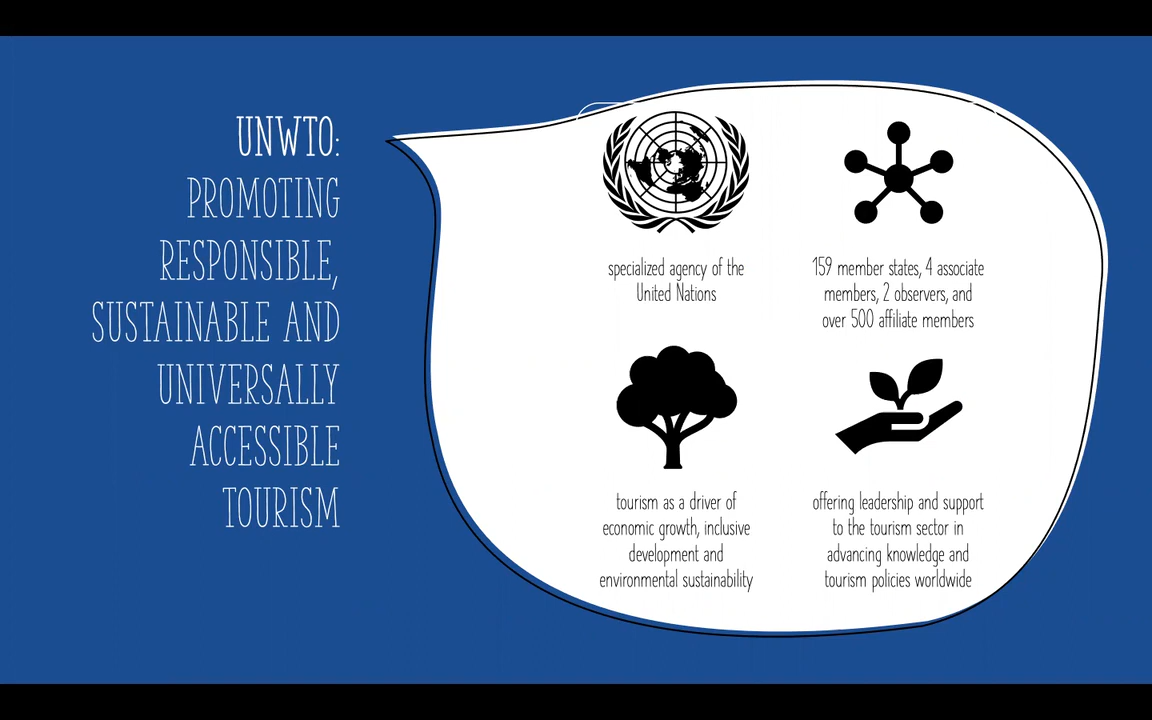 UNWTO:
PROMOTING
RESPONSIBLE,
SUSTAINABLE AND
UNIVERSALLY
ACCESSIBLE
TOURISM
specialized agency of the
United Nations
159 member states, 4 associate
members, 2 observers, and
over 500 affiliate members
tourism as a driver of
economic growth, inclusive
development and
environmental sustainability
offering leadership and support
to the tourism sector in
advancing knowledge and
tourism policies worldwide